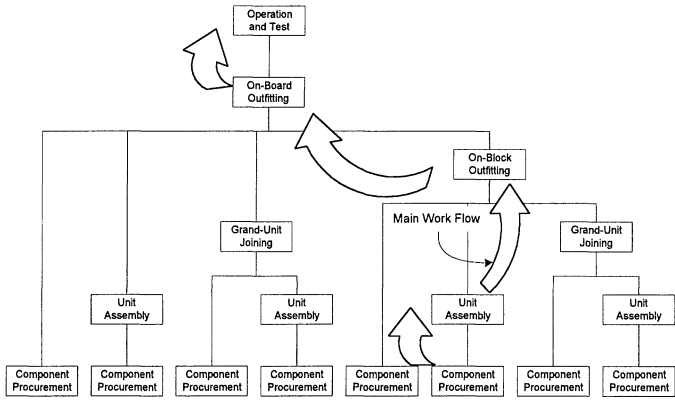 Operation
and Test
On-Board
Outfitting
On-Block
Outfitting
Main Work Flow
Grand-Unit
Joining
Grand-Unit
Joining
Unit
Assembly
Unit
Assembly
Unit
Assembly
Unit
Assembly
Component
Procurement
Component
Procurement
Component
Procurement
Component
Procurement
Component
Procurement
Component
Procurement
Component
Procurement
Component
Procurement